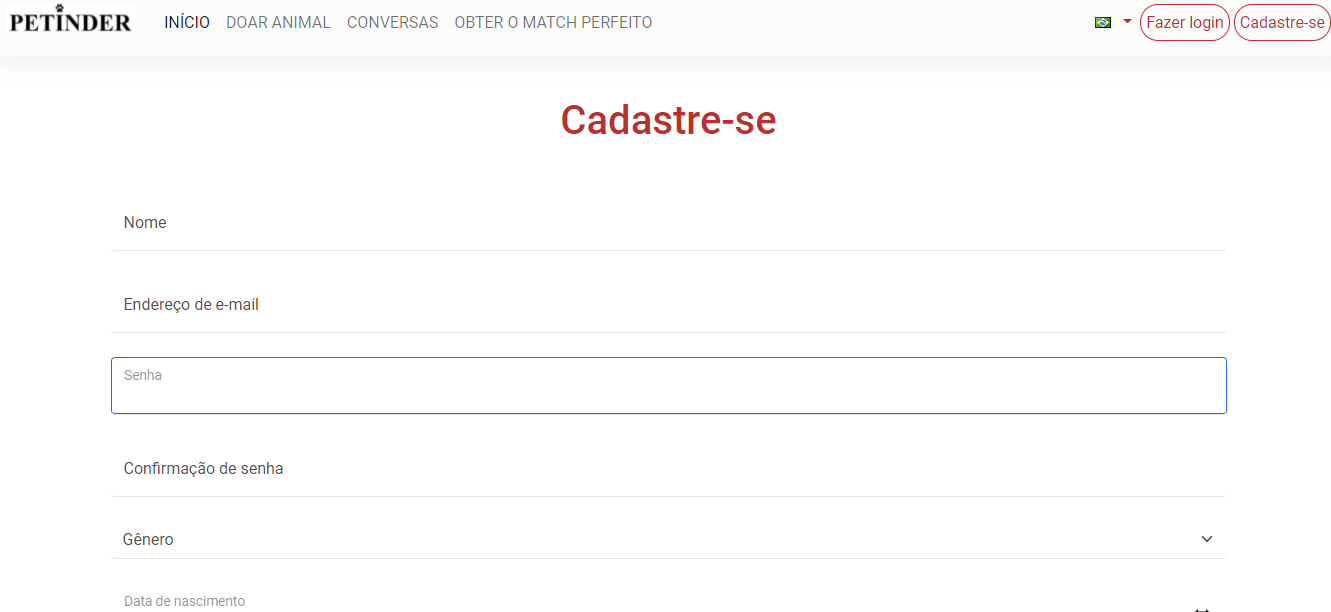 PETINDER INÍCIO DOAR ANIMAL CONVERSAS OBTER O MATCH PERFEITO Fazer login Cadastre-se
Cadastre-se
Nome
Endereço de e-mail
Senha
Confirmação de senha
Gênero
Data de nascimento